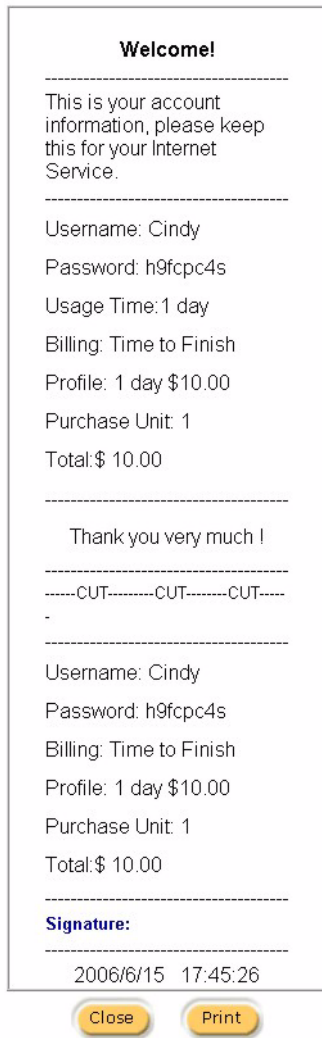 Welcome!
--------------------------------------
This is your account
information, please keep
this for your Internet
Service.
--------------------------------------
Username: Cindy
Password: h9fcpc4s
Usage Time:1 day
Billing: Time to Finish
Profile: 1 day $10.00
Purchase Unit: 1
Total:$ 10.00
--------------------------------------
Thank you very much !
--------------------------------------
------CUT---------CUT--------CUT-----
-
--------------------------------------
Username: Cindy
Password: h9fcpc4s
Billing: Time to Finish
Profile: 1 day $10.00
Purchase Unit: 1
Total:$ 10.00
--------------------------------------
Signature:
--------------------------------------
2006/6/15 17:45:26
Close Print